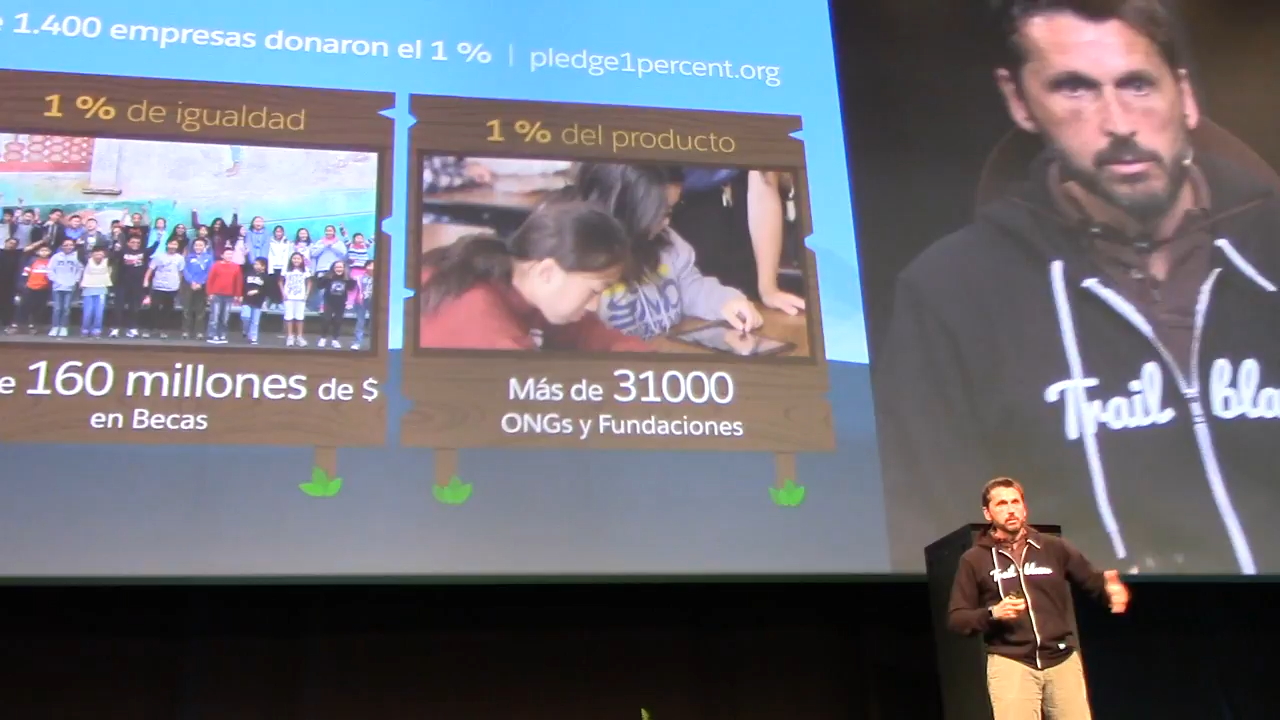 1.400 empresas donaron el 1 % | pledge1percent.org
1 % de igualdad
1 % del producto
160 millones de $
en Becas
Más de 31000
ONGs y Fundaciones
Trail bla
Trail blazer